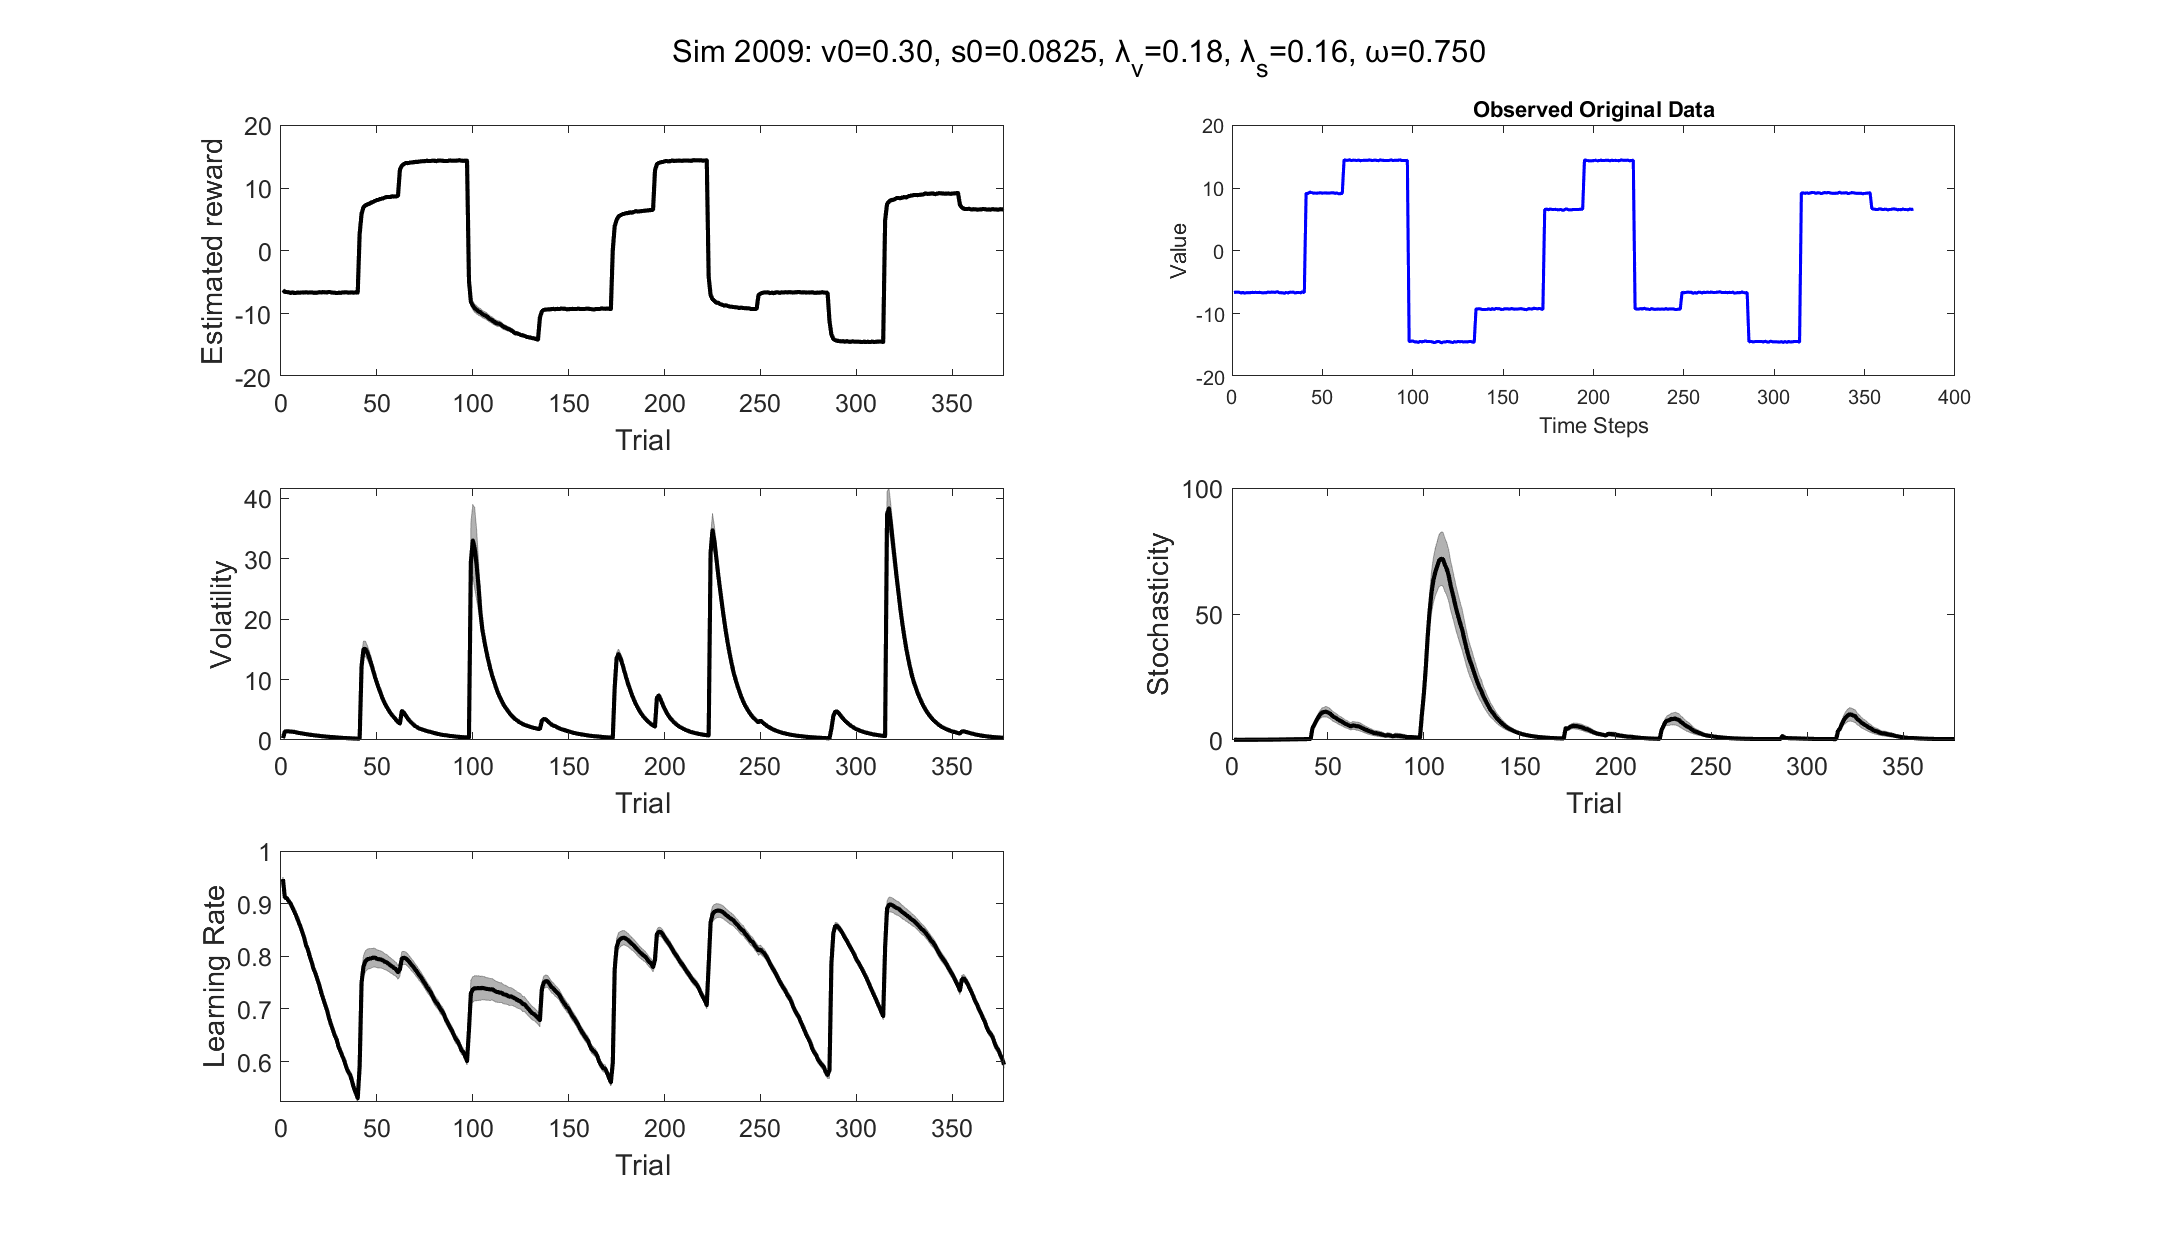 Sim 2009: v0=0.30, s0=0.0825, λv=0.18, λs=0.16, ω=0.750
20
10
0
-10
-20
Estimated reward
0 50 100 150 200 250 300 350
Trial
Observed Original Data
20
10
0
-10
-20
Value
0 50 100 150 200 250 300 350 400
Time Steps
40
30
20
10
0
Volatility
0 50 100 150 200 250 300 350
Trial
100
50
0
Stochasticity
0 50 100 150 200 250 300 350
Trial
1
0.9
0.8
0.7
0.6
Learning Rate
0 50 100 150 200 250 300 350
Trial